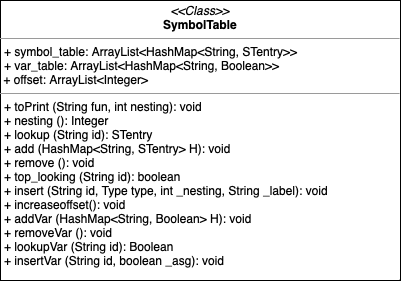 <<Class>>
SymbolTable
+ symbol_table: ArrayList<HashMap<String, STentry>>
+ var_table: ArrayList<HashMap<String, Boolean>>
+ offset: ArrayList<Integer>
+ toPrint (String fun, int nesting): void
+ nesting (): Integer
+ lookup (String id): STentry
+ add (HashMap<String, STentry> H): void
+ remove (): void
+ top_looking (String id): boolean
+ insert (String id, Type type, int _nesting, String _label): void
+ increaseoffset(): void
+ addVar (HashMap<String, Boolean> H): void
+ removeVar (): void
+ lookupVar (String id): Boolean
+ insertVar (String id, boolean _asg): void